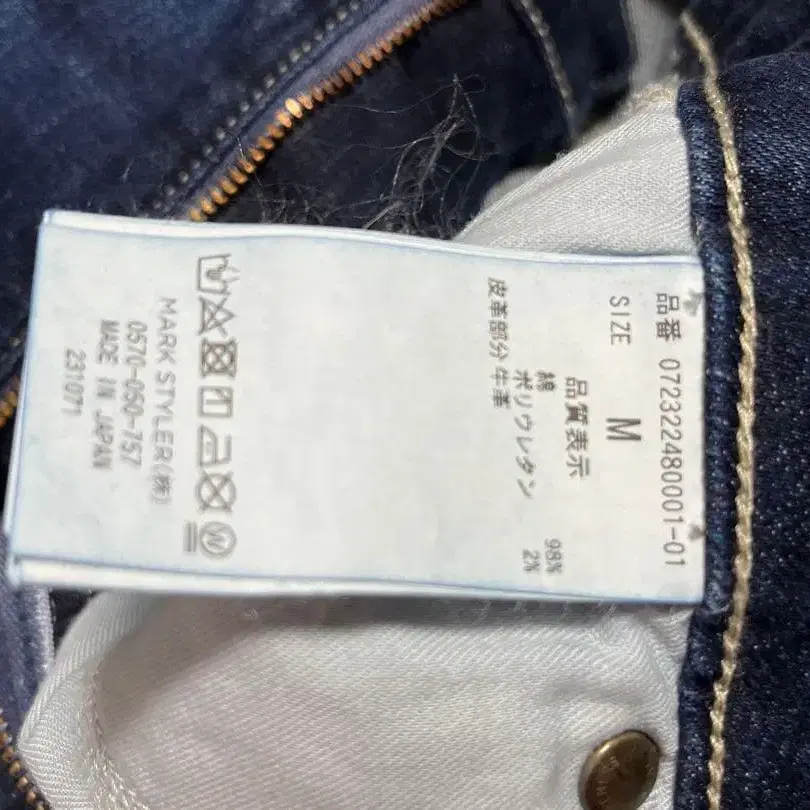 品番 072322480001-01
SIZE M
品質表示
綿 98%
ポリウレタン 2%
皮革部分 牛革
MARK STYLER(株)
0570-050-757
MADE IN JAPAN
231071